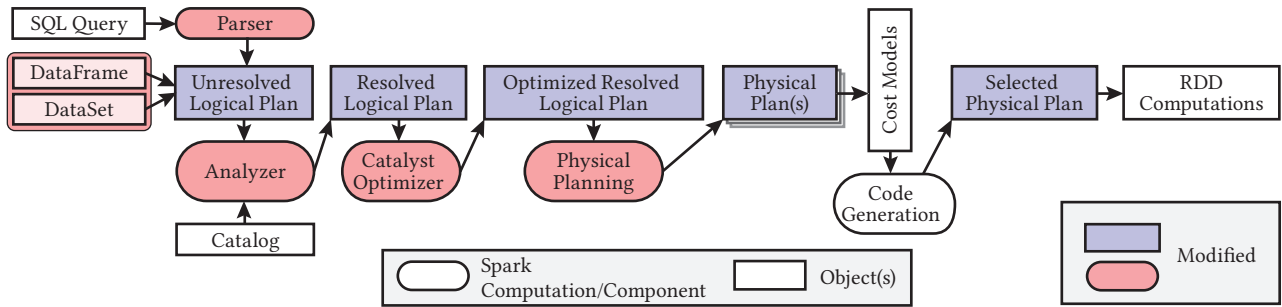 SQL Query
Parser
DataFrame
DataSet
Unresolved
Logical Plan
Resolved
Logical Plan
Optimized Resolved
Logical Plan
Physical
Plan(s)
Cost Models
Selected
Physical Plan
RDD
Computations
Analyzer
Catalyst
Optimizer
Physical
Planning
Code
Generation
Catalog
Spark
Computation/Component
Object(s)
Modified